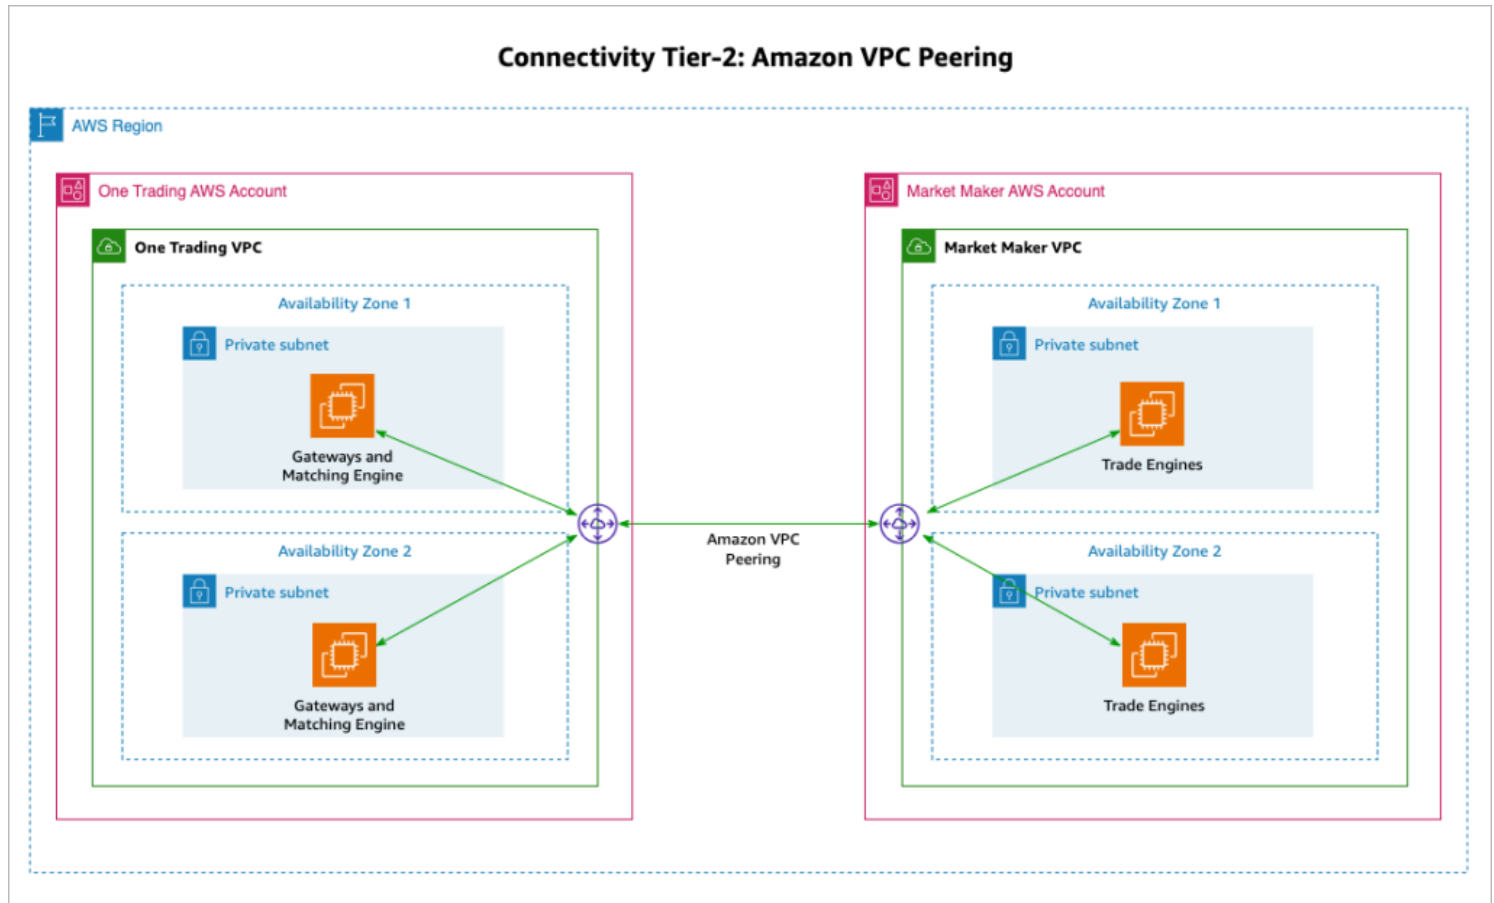 Connectivity Tier-2: Amazon VPC Peering
AWS Region
One Trading AWS Account
One Trading VPC
Availability Zone 1
Private subnet
Gateways and
Matching Engine
Availability Zone 2
Private subnet
Gateways and
Matching Engine
Amazon VPC
Peering
Market Maker AWS Account
Market Maker VPC
Availability Zone 1
Private subnet
Trade Engines
Availability Zone 2
Private subnet
Trade Engines